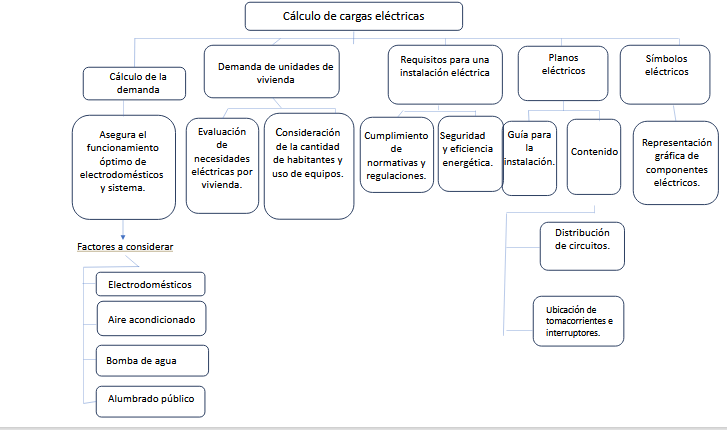 Cálculo de cargas eléctricas
Cálculo de la
demanda
Demanda de unidades de
vivienda
Requisitos para una
instalación eléctrica
Planos
eléctricos
Símbolos
eléctricos
Asegura el
funcionamiento
óptimo de
electrodomésticos
y sistema.
Evaluación
de
necesidades
eléctricas por
vivienda.
Consideración
de la cantidad
de habitantes y
uso de equipos.
Cumplimiento
de
normativas y
regulaciones.
Seguridad
y eficiencia
energética.
Guía para
la
instalación.
Contenido
Representación
gráfica de
componentes
eléctricos.
Factores a considerar
Electrodomésticos
Aire acondicionado
Bomba de agua
Alumbrado público
Distribución
de circuitos.
Ubicación de
tomacorrientes e
interruptores.